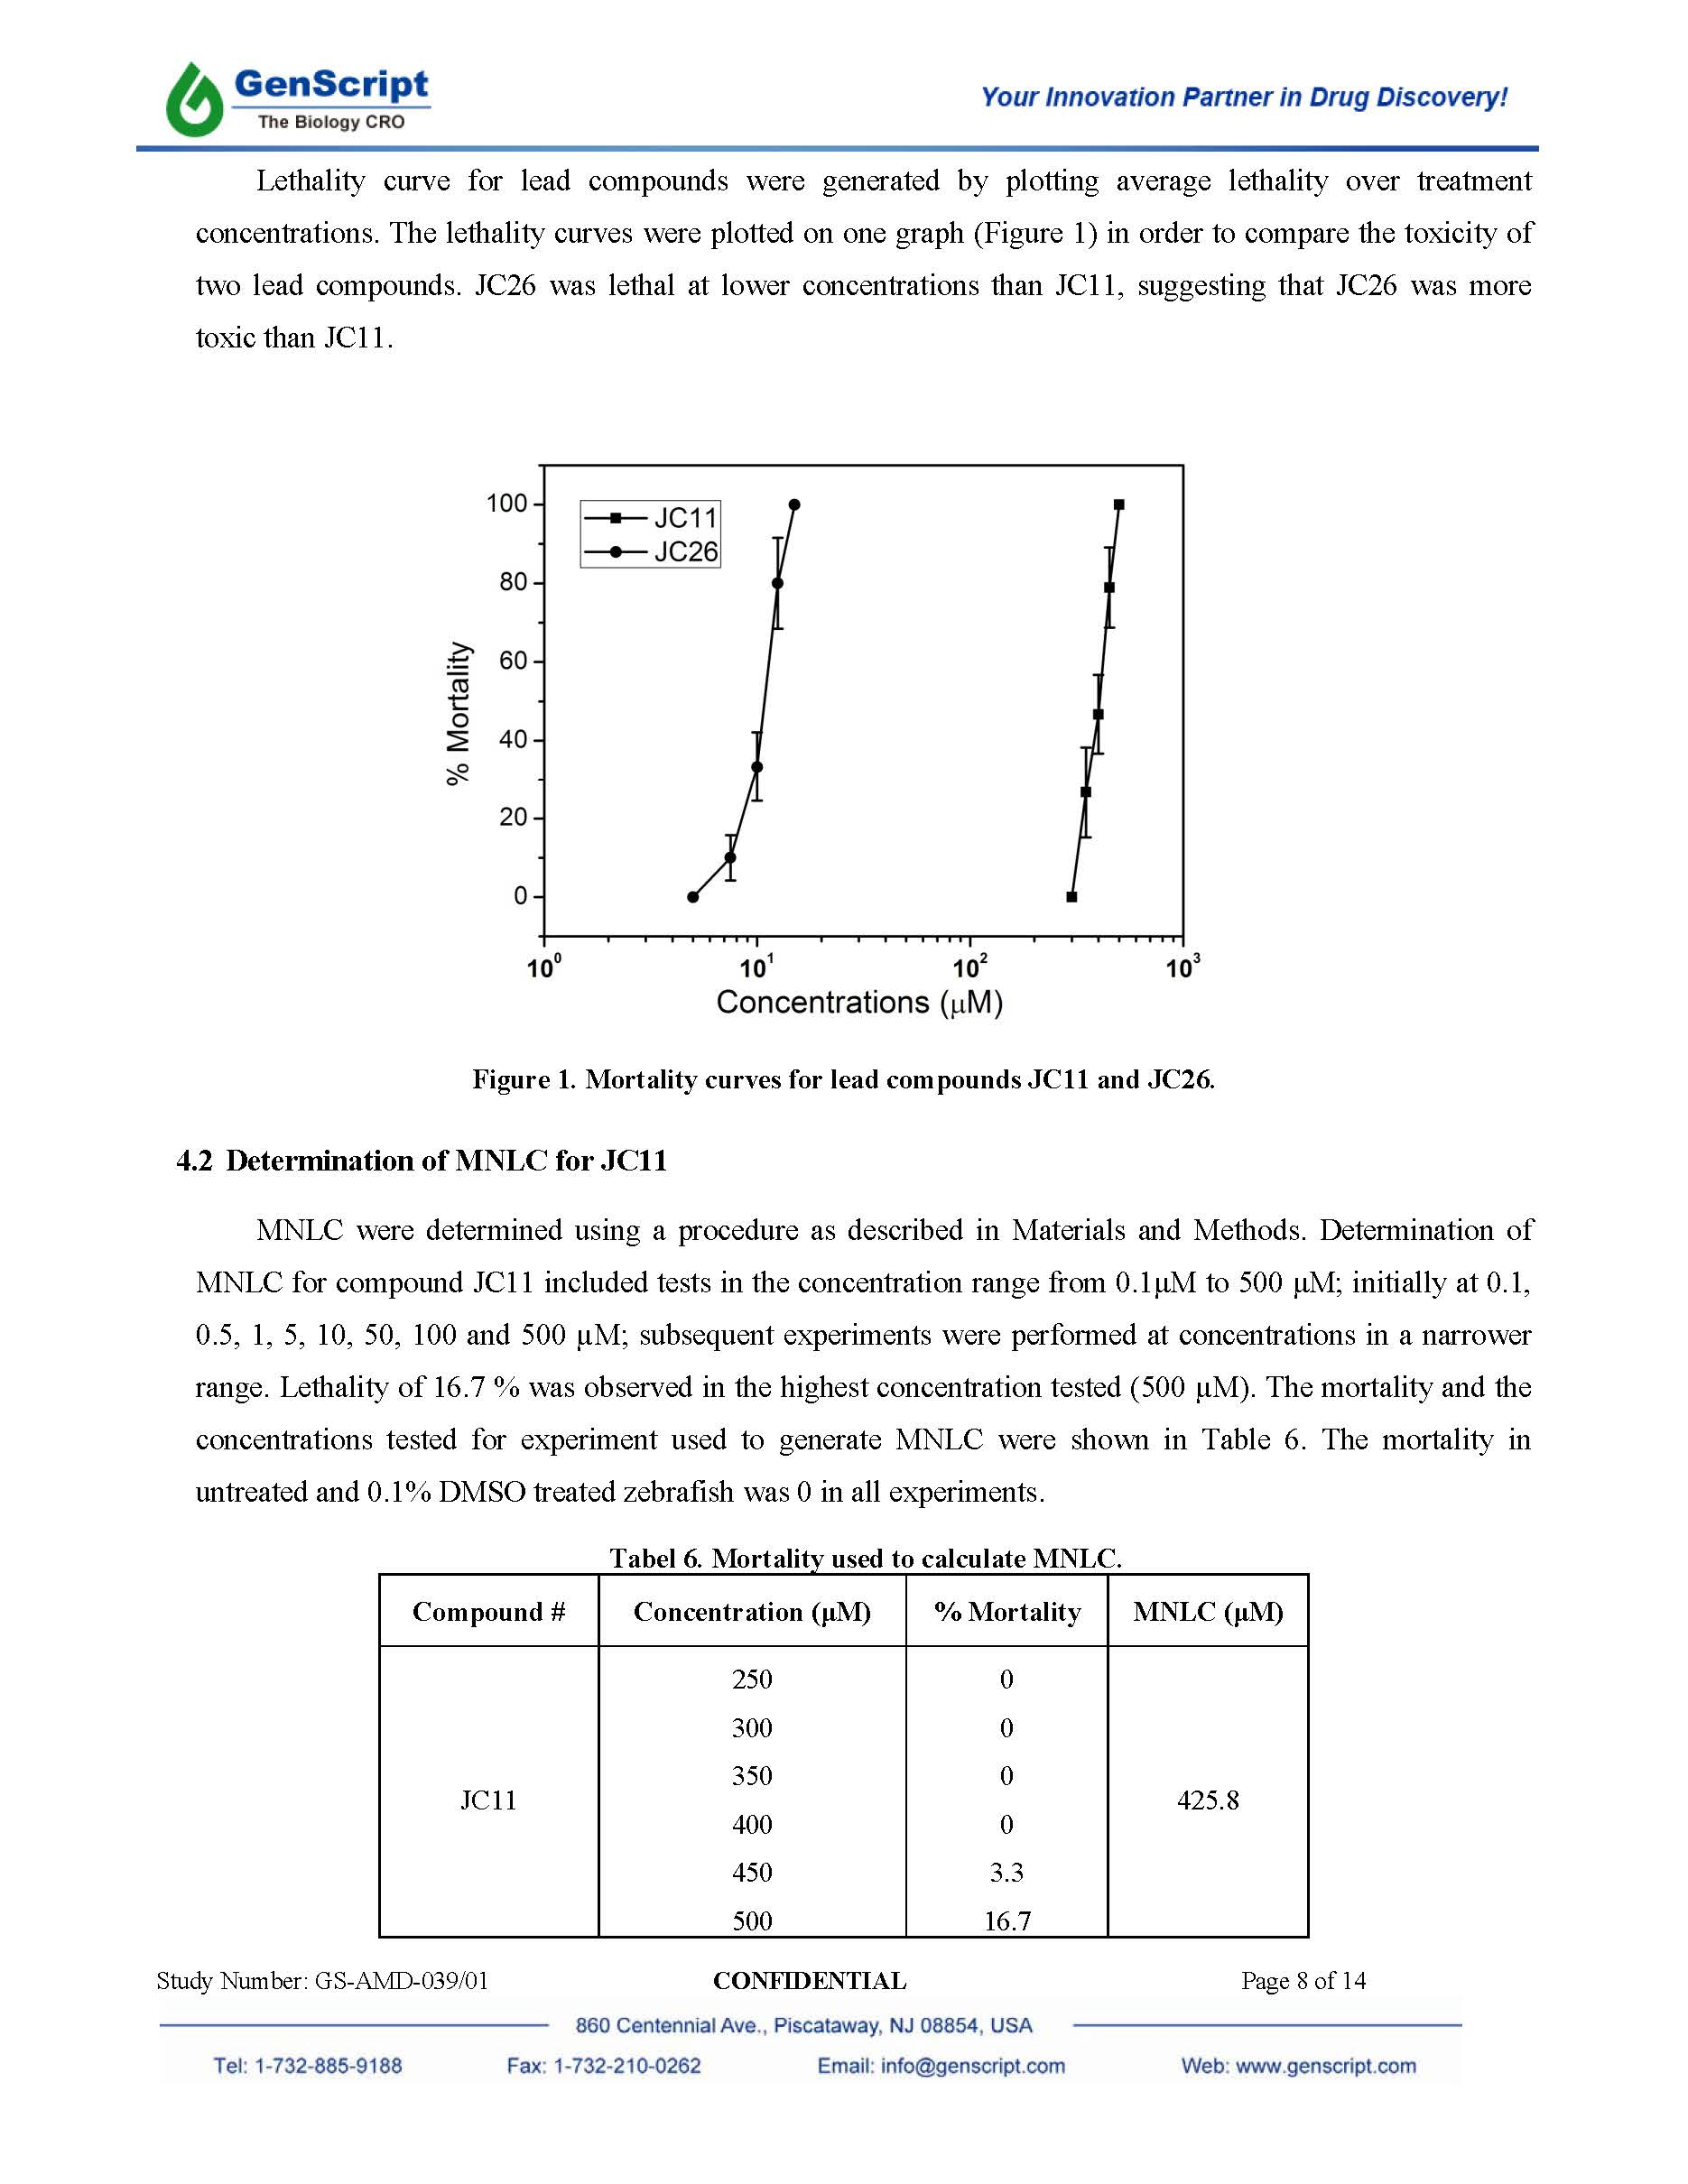 GenScript
The Biology CRO
Your Innovation Partner in Drug Discovery!
Lethality curve for lead compounds were generated by plotting average lethality over treatment
concentrations. The lethality curves were plotted on one graph (Figure 1) in order to compare the toxicity of
two lead compounds. JC26 was lethal at lower concentrations than JC11, suggesting that JC26 was more
toxic than JC11.
100
80
60
40
20
0
% Mortality
JC11
JC26
10⁰ 10¹ 10² 10³
Concentrations (μM)
Figure 1. Mortality curves for lead compounds JC11 and JC26.
4.2 Determination of MNLC for JC11
MNLC were determined using a procedure as described in Materials and Methods. Determination of
MNLC for compound JC11 included tests in the concentration range from 0.1μM to 500 μM; initially at 0.1,
0.5, 1, 5, 10, 50, 100 and 500 μM; subsequent experiments were performed at concentrations in a narrower
range. Lethality of 16.7 % was observed in the highest concentration tested (500 μM). The mortality and the
concentrations tested for experiment used to generate MNLC were shown in Table 6. The mortality in
untreated and 0.1% DMSO treated zebrafish was 0 in all experiments.
Tabel 6. Mortality used to calculate MNLC.
Compound # Concentration (μM) % Mortality MNLC (μM)
250 0
300 0
350 0
JC11 425.8
400 0
450 3.3
500 16.7
Study Number: GS-AMD-039/01 CONFIDENTIAL Page 8 of 14
860 Centennial Ave., Piscataway, NJ 08854, USA
Tel: 1-732-885-9188 Fax: 1-732-210-0262 Email: info@genscript.com Web: www.genscript.com